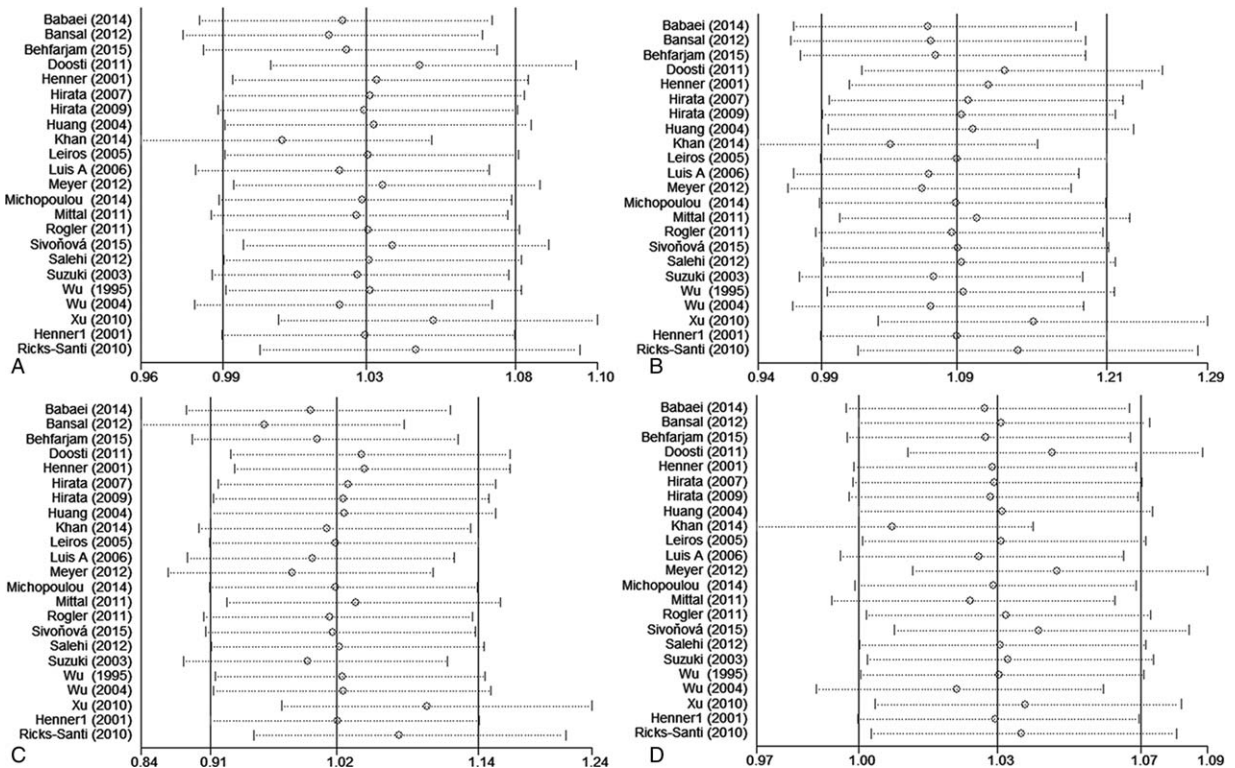 Babaei (2014)
Bansal (2012)
Behfarjam (2015)
Doosti (2011)
Henner (2001)
Hirata (2007)
Hirata (2009)
Huang (2004)
Khan (2014)
Leiros (2005)
Luis A (2006)
Meyer (2012)
Michopoulou (2014)
Mittal (2011)
Rogler (2011)
Sivoňová (2015)
Salehi (2012)
Suzuki (2003)
Wu (1995)
Wu (2004)
Xu (2010)
Henner1 (2001)
Ricks-Santi (2010)
A
0.96 0.99 1.03 1.08 1.10
Babaei (2014)
Bansal (2012)
Behfarjam (2015)
Doosti (2011)
Henner (2001)
Hirata (2007)
Hirata (2009)
Huang (2004)
Khan (2014)
Leiros (2005)
Luis A (2006)
Meyer (2012)
Michopoulou (2014)
Mittal (2011)
Rogler (2011)
Sivoňová (2015)
Salehi (2012)
Suzuki (2003)
Wu (1995)
Wu (2004)
Xu (2010)
Henner1 (2001)
Ricks-Santi (2010)
B
0.94 0.99 1.09 1.21 1.29
Babaei (2014)
Bansal (2012)
Behfarjam (2015)
Doosti (2011)
Henner (2001)
Hirata (2007)
Hirata (2009)
Huang (2004)
Khan (2014)
Leiros (2005)
Luis A (2006)
Meyer (2012)
Michopoulou (2014)
Mittal (2011)
Rogler (2011)
Sivoňová (2015)
Salehi (2012)
Suzuki (2003)
Wu (1995)
Wu (2004)
Xu (2010)
Henner1 (2001)
Ricks-Santi (2010)
C
0.84 0.91 1.02 1.14 1.24
Babaei (2014)
Bansal (2012)
Behfarjam (2015)
Doosti (2011)
Henner (2001)
Hirata (2007)
Hirata (2009)
Huang (2004)
Khan (2014)
Leiros (2005)
Luis A (2006)
Meyer (2012)
Michopoulou (2014)
Mittal (2011)
Rogler (2011)
Sivoňová (2015)
Salehi (2012)
Suzuki (2003)
Wu (1995)
Wu (2004)
Xu (2010)
Henner1 (2001)
Ricks-Santi (2010)
D
0.97 1.00 1.03 1.07 1.09